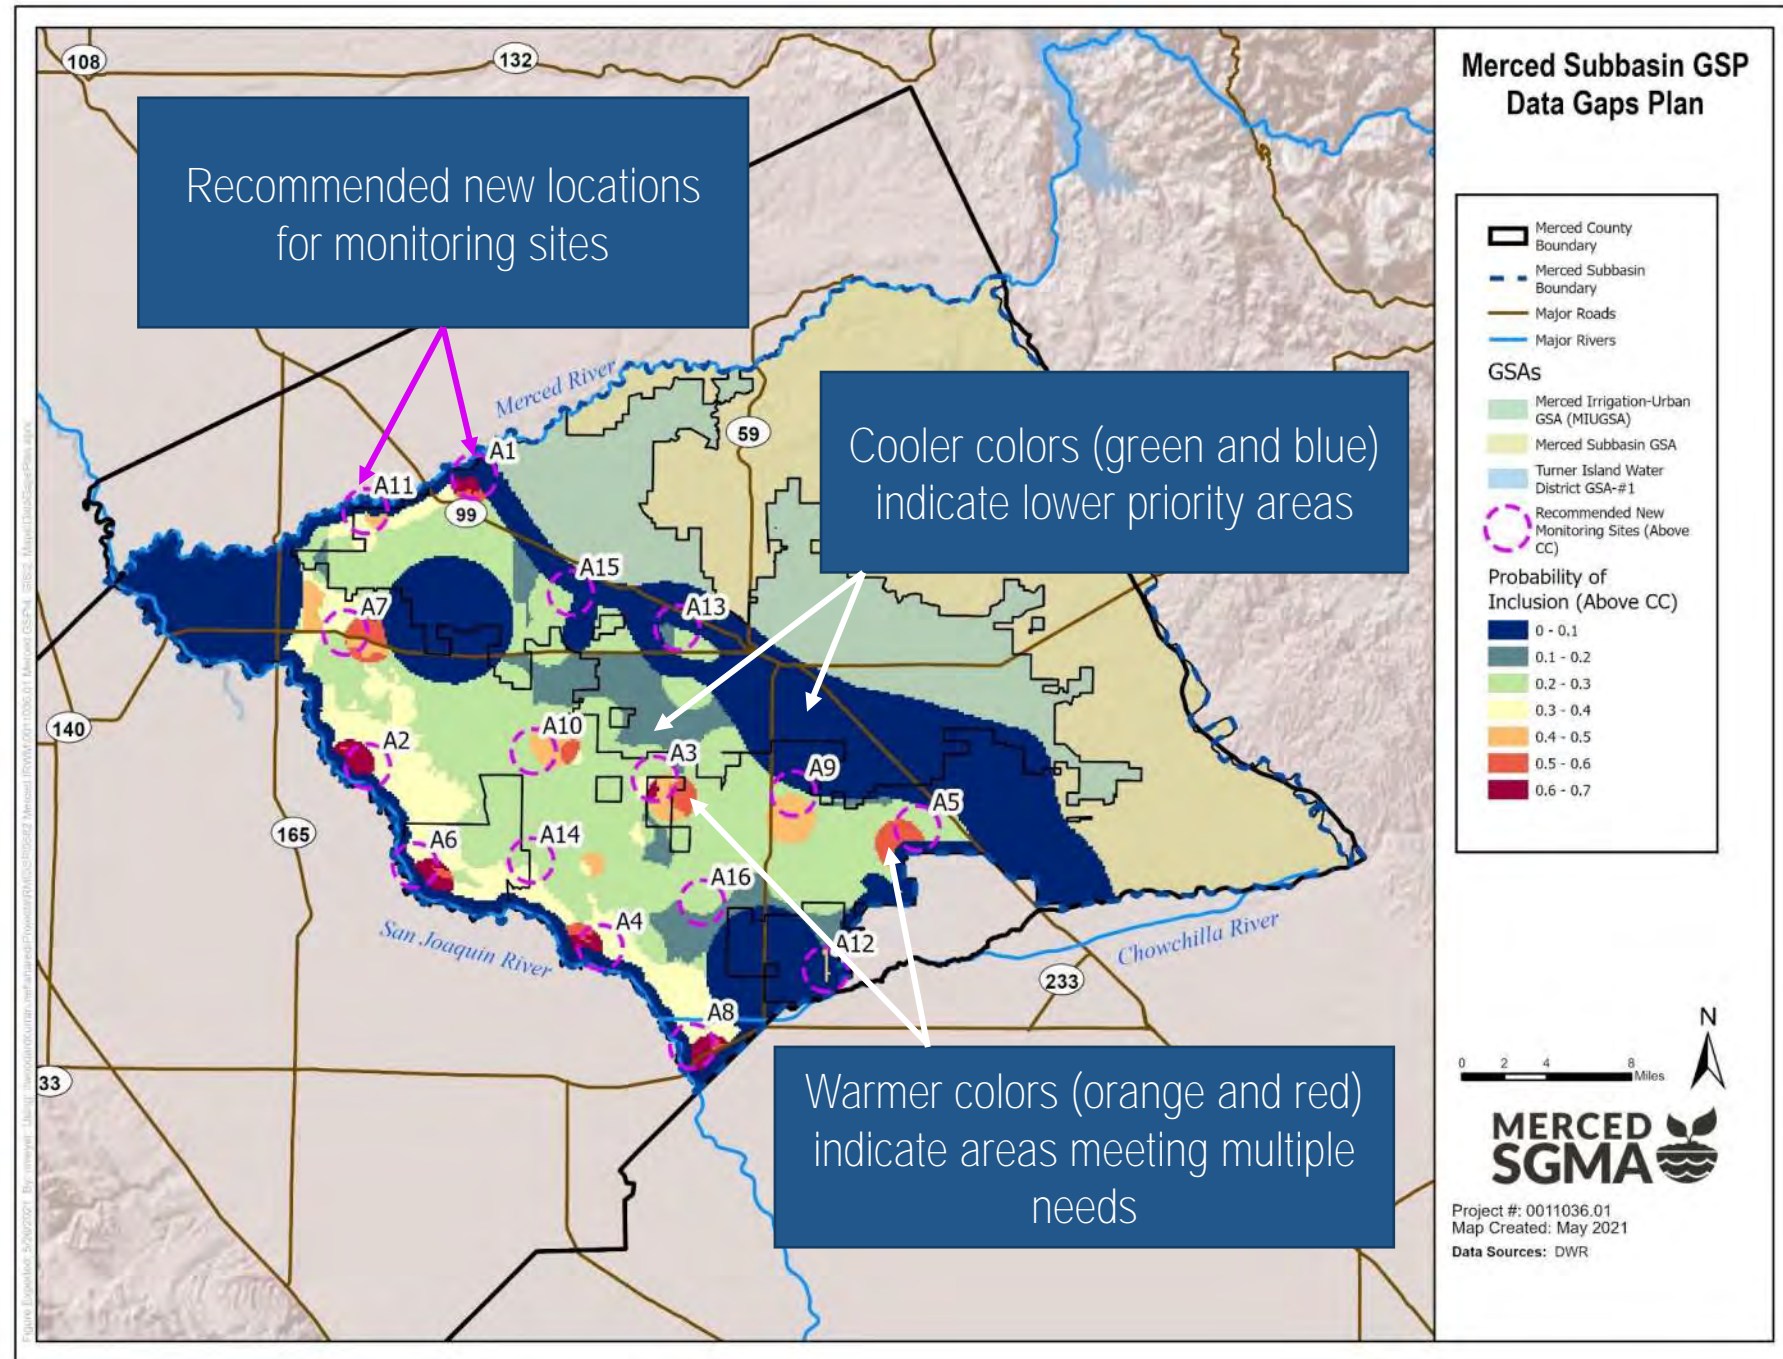 Merced Subbasin GSP
Data Gaps Plan
Recommended new locations
for monitoring sites
Cooler colors (green and blue)
indicate lower priority areas
Warmer colors (orange and red)
indicate areas meeting multiple
needs
108
132
59
99
140
165
33
233
Merced River
San Joaquin River
Chowchilla River
A1
A11
A15
A13
A7
A2
A10
A3
A9
A5
A6
A14
A16
A4
A12
A8
Merced County
Boundary
Merced Subbasin
Boundary
Major Roads
Major Rivers
GSAs
Merced Irrigation-Urban
GSA (MIUGSA)
Merced Subbasin GSA
Turner Island Water
District GSA-#1
Recommended New
Monitoring Sites (Above
CC)
Probability of
Inclusion (Above CC)
0 - 0.1
0.1 - 0.2
0.2 - 0.3
0.3 - 0.4
0.4 - 0.5
0.5 - 0.6
0.6 - 0.7
N
0 2 4 8
Miles
MERCED
SGMA
Project #: 0011036.01
Map Created: May 2021
Data Sources: DWR